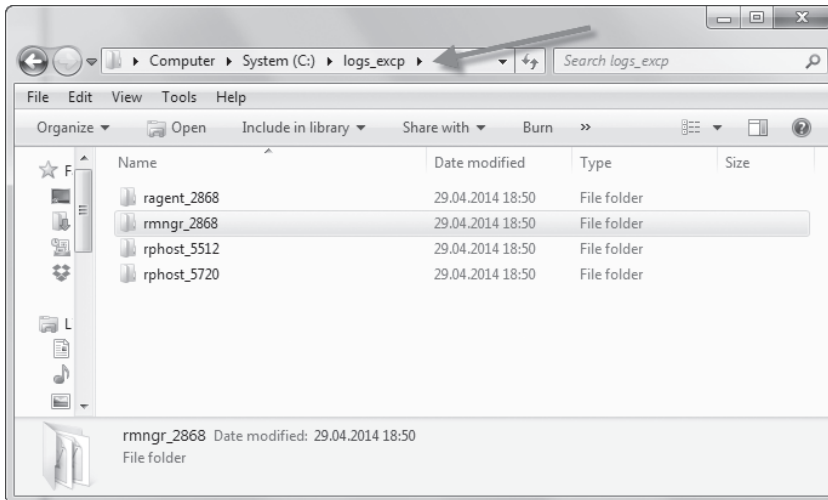 Computer ▸ System (C:) ▸ logs_excp ▸
Search logs_excp
File Edit View Tools Help
Organize Open Include in library Share with Burn »
Name Date modified Type Size
ragent_2868 29.04.2014 18:50 File folder
rmngr_2868 29.04.2014 18:50 File folder
rphost_5512 29.04.2014 18:50 File folder
rphost_5720 29.04.2014 18:50 File folder
F
L
rmngr_2868 Date modified: 29.04.2014 18:50
File folder